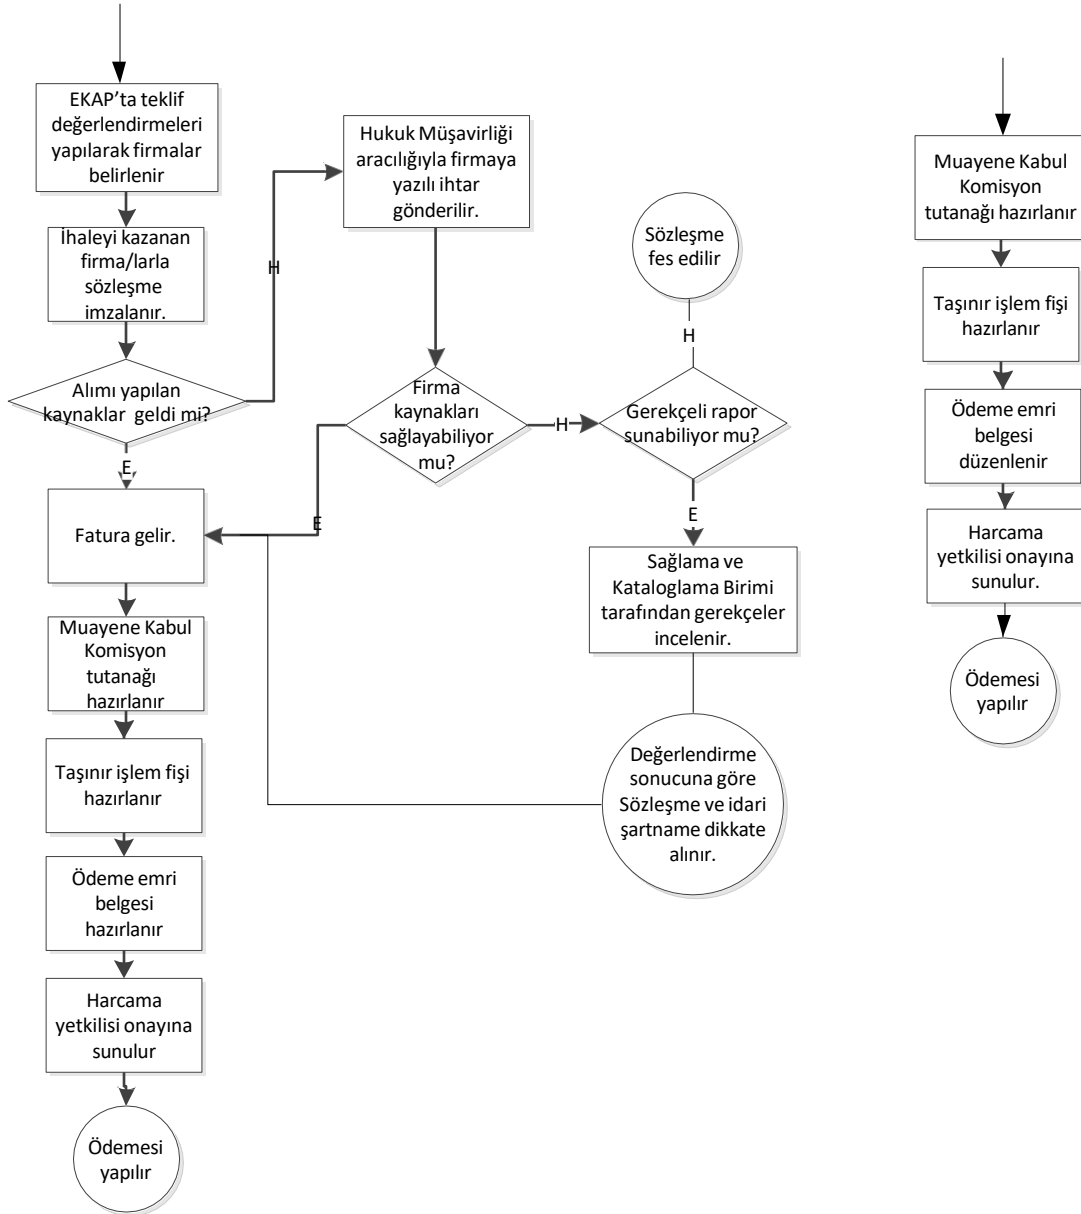 EKAP’ta teklif
değerlendirmeleri
yapılarak firmalar
belirlenir
İhaleyi kazanan
firma/larla
sözleşme
imzalanır.
Alımı yapılan
kaynaklar geldi mi?
E
H
Hukuk Müşavirliği
aracılığıyla firmaya
yazılı ihtar
gönderilir.
Firma
kaynakları
sağlayabiliyor
mu?
H
E
Sözleşme
fes edilir
H
Gerekçeli rapor
sunabiliyor mu?
E
Sağlama ve
Kataloglama Birimi
tarafından gerekçeler
incelenir.
Değerlendirme
sonucuna göre
Sözleşme ve idari
şartname dikkate
alınır.
Fatura gelir.
Muayene Kabul
Komisyon
tutanağı
hazırlanır
Taşınır işlem fişi
hazırlanır
Ödeme emri
belgesi
hazırlanır
Harcama
yetkilisi onayına
sunulur
Ödemesi
yapılır
Muayene Kabul
Komisyon
tutanağı hazırlanır
Taşınır işlem fişi
hazırlanır
Ödeme emri
belgesi
düzenlenir
Harcama
yetkilisi onayına
sunulur.
Ödemesi
yapılır